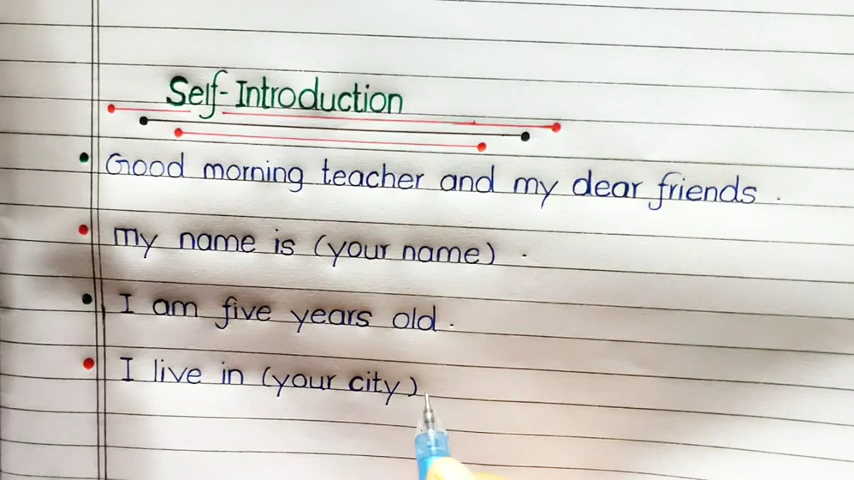 Self-Introduction
Good morning teacher and my dear friends.
My name is (your name).
I am five years old.
I live in (your city)